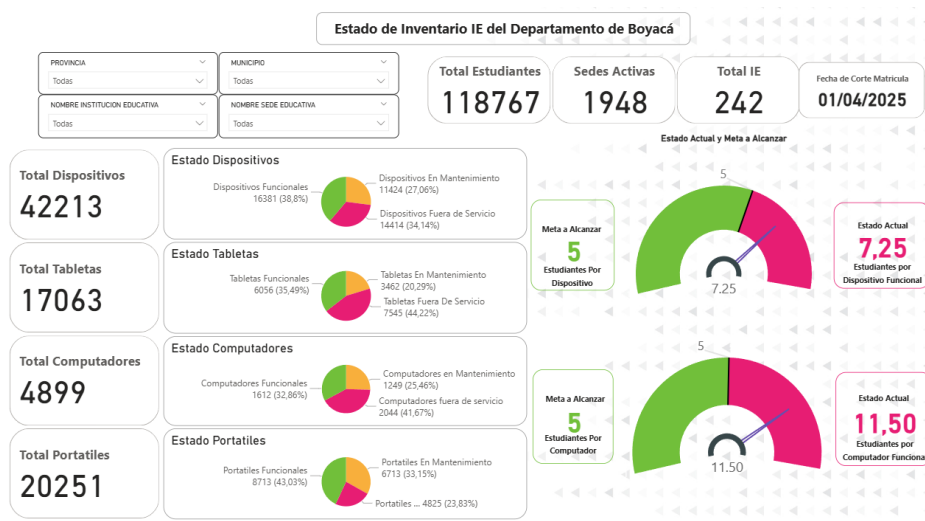 Estado de Inventario IE del Departamento de Boyacá
PROVINCIA
Todas
MUNICIPIO
Todas
NOMBRE INSTITUCION EDUCATIVA
Todas
NOMBRE SEDE EDUCATIVA
Todas
Total Estudiantes
118767
Sedes Activas
1948
Total IE
242
Fecha de Corte Matricula
01/04/2025
Estado Actual y Meta a Alcanzar
Total Dispositivos
42213
Estado Dispositivos
Dispositivos Funcionales
16381 (38,8%)
Dispositivos En Mantenimiento
11424 (27,06%)
Dispositivos Fuera de Servicio
14414 (34,14%)
Total Tabletas
17063
Estado Tabletas
Tabletas Funcionales
6056 (35,49%)
Tabletas En Mantenimiento
3462 (20,29%)
Tabletas Fuera De Servicio
7545 (44,22%)
Total Computadores
4899
Estado Computadores
Computadores Funcionales
1612 (32,86%)
Computadores en Mantenimiento
1249 (25,46%)
Computadores fuera de servicio
2044 (41,67%)
Total Portatiles
20251
Estado Portatiles
Portatiles Funcionales
8713 (43,03%)
Portatiles En Mantenimiento
6713 (33,15%)
Portatiles ... 4825 (23,83%)
Meta a Alcanzar
5
Estudiantes Por
Dispositivo
5
7.25
Estado Actual
7,25
Estudiantes por
Dispositivo Funcional
Meta a Alcanzar
5
Estudiantes Por
Computador
5
11.50
Estado Actual
11,50
Estudiantes por
Computador Funciona